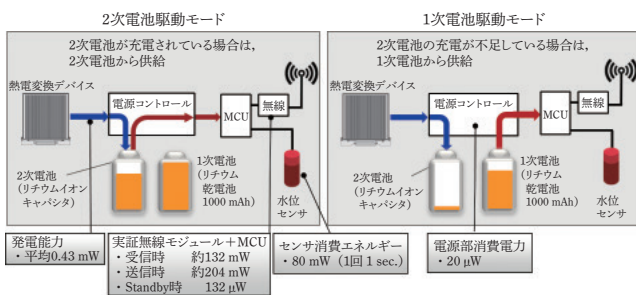 2次電池駆動モード
2次電池が充電されている場合は,
2次電池から供給
熱電変換デバイス
電源コントロール
MCU
無線
2次電池
(リチウムイオン
キャパシタ)
1次電池
(リチウム
乾電池
1000 mAh)
水位
センサ
発電能力
・平均0.43 mW
実証無線モジュール+MCU
・受信時 約132 mW
・送信時 約204 mW
・Standby時 132 μW
センサ消費エネルギー
・80 mW(1回 1 sec.)
1次電池駆動モード
2次電池の充電が不足している場合は,
1次電池から供給
熱電変換デバイス
電源コントロール
MCU
無線
2次電池
(リチウムイオン
キャパシタ)
1次電池
(リチウム
乾電池
1000 mAh)
水位
センサ
電源部消費電力
・20 μW